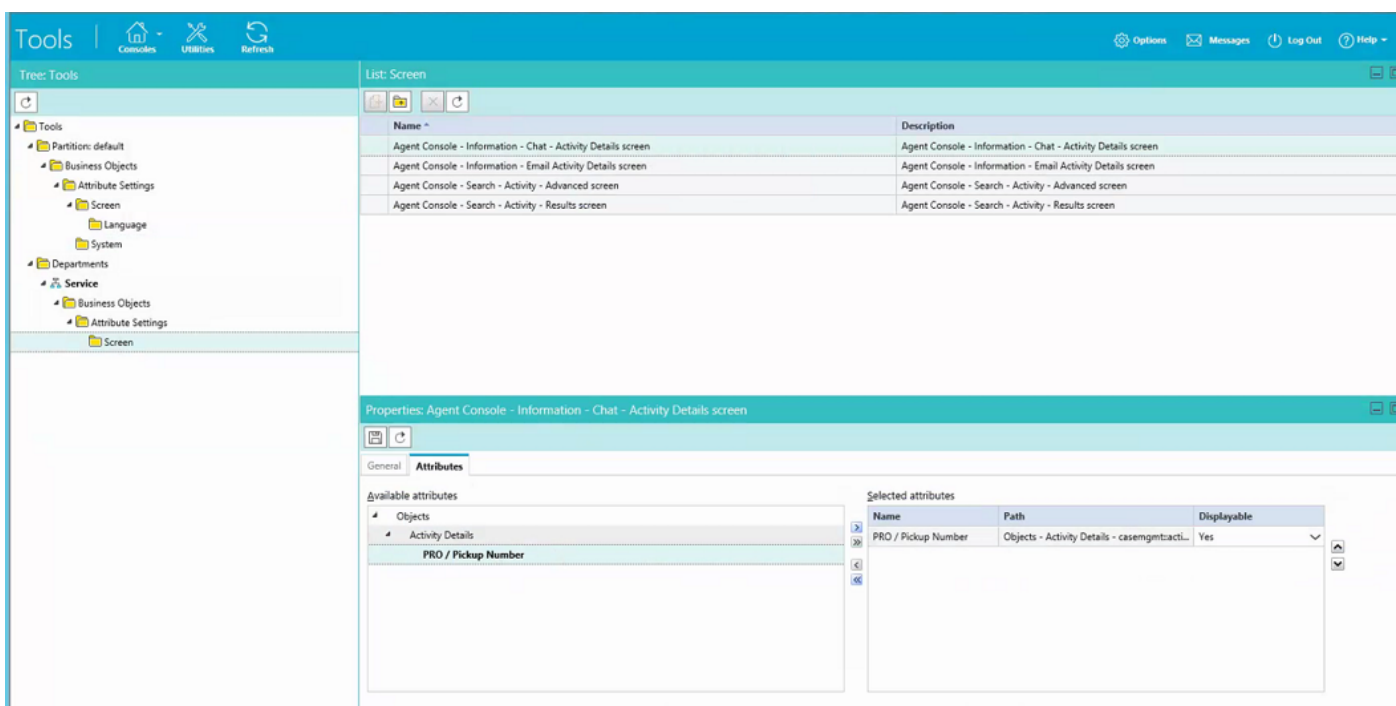 Tools
Consoles Utilities Refresh
Options Messages Log Out Help
Tree: Tools
Tools
Partition: default
Business Objects
Attribute Settings
Screen
Language
System
Departments
Service
Business Objects
Attribute Settings
Screen
List: Screen
Name Description
Agent Console - Information - Chat - Activity Details screen Agent Console - Information - Chat - Activity Details screen
Agent Console - Information - Email Activity Details screen Agent Console - Information - Email Activity Details screen
Agent Console - Search - Activity - Advanced screen Agent Console - Search - Activity - Advanced screen
Agent Console - Search - Activity - Results screen Agent Console - Search - Activity - Results screen
Properties: Agent Console - Information - Chat - Activity Details screen
General Attributes
Available attributes
Objects
Activity Details
PRO / Pickup Number
Selected attributes
Name Path Displayable
PRO / Pickup Number Objects - Activity Details - casemgmt::acti... Yes